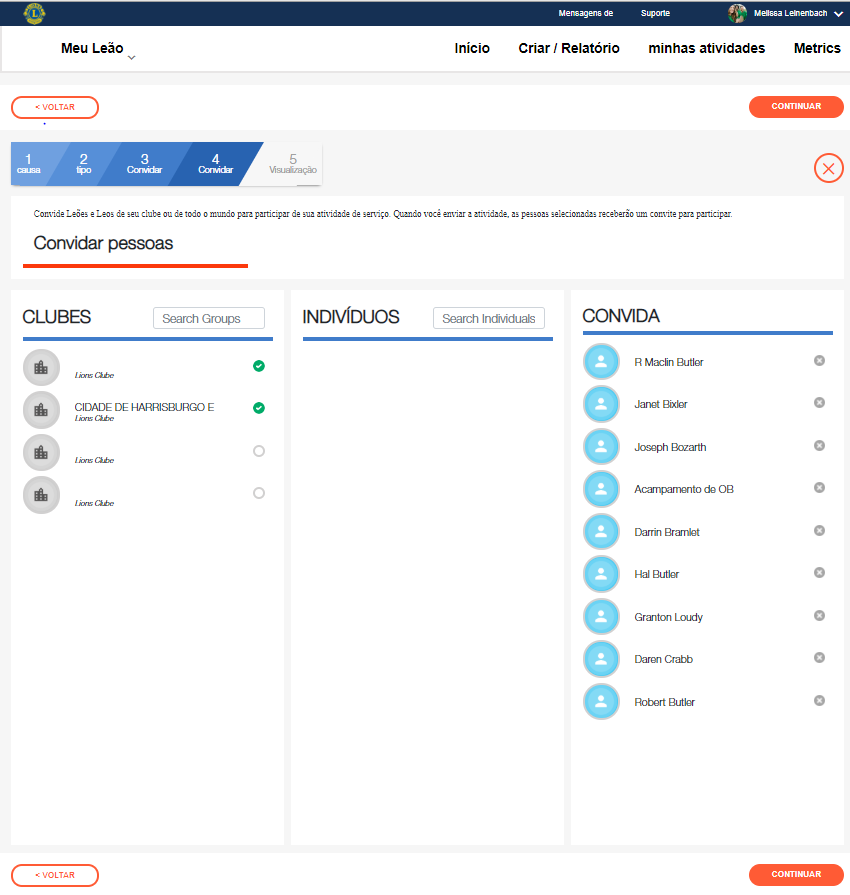 Mensagens de Suporte Melissa Leinenbach
Meu Leão Início Criar / Relatório minhas atividades Metrics
< VOLTAR CONTINUAR
1 2 3 4 5
causa tipo Convidar Convidar Visualização
Convide Leões e Leos de seu clube ou de todo o mundo para participar de sua atividade de serviço. Quando você enviar a atividade, as pessoas selecionadas receberão um convite para participar.
Convidar pessoas
CLUBES Search Groups
Lions Clube
CIDADE DE HARRISBURGO E
Lions Clube
Lions Clube
Lions Clube
INDIVÍDUOS Search Individuals
CONVIDA
R Maclin Butler
Janet Bixler
Joseph Bozarth
Acampamento de OB
Darrin Bramlet
Hal Butler
Granton Loudy
Daren Crabb
Robert Butler
< VOLTAR CONTINUAR